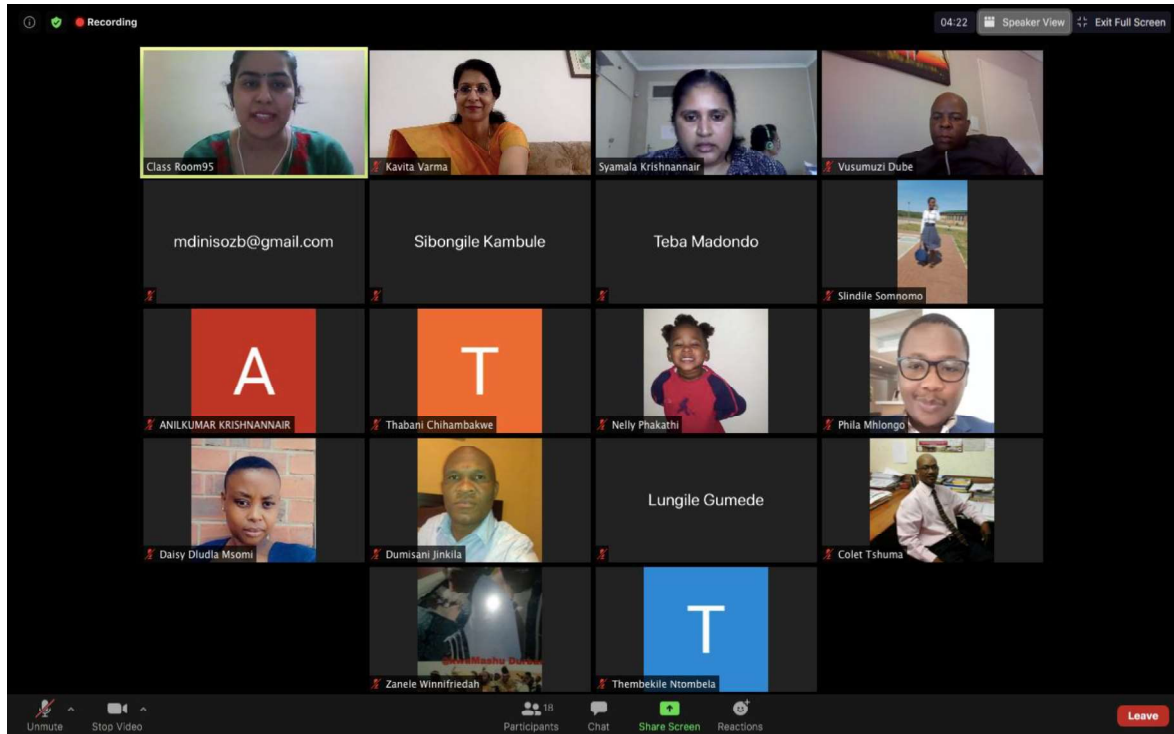 Recording
04:22 Speaker View Exit Full Screen
Class Room95
Kavita Varma
Syamala Krishnannair
Vusumuzi Dube
mdinisozb@gmail.com
Sibongile Kambule
Teba Madondo
Slindile Somnomo
A
ANILKUMAR KRISHNANNAIR
T
Thabani Chihambakwe
Nelly Phakathi
Phila Mhlongo
Daisy Dludla Msomi
Dumisani Jinkila
Lungile Gumede
Colet Tshuma
KwaMashu
Zanele Winnifriedah
T
Thembekile Ntombela
Unmute
Stop Video
Participants 18
Chat
Share Screen
Reactions
Leave